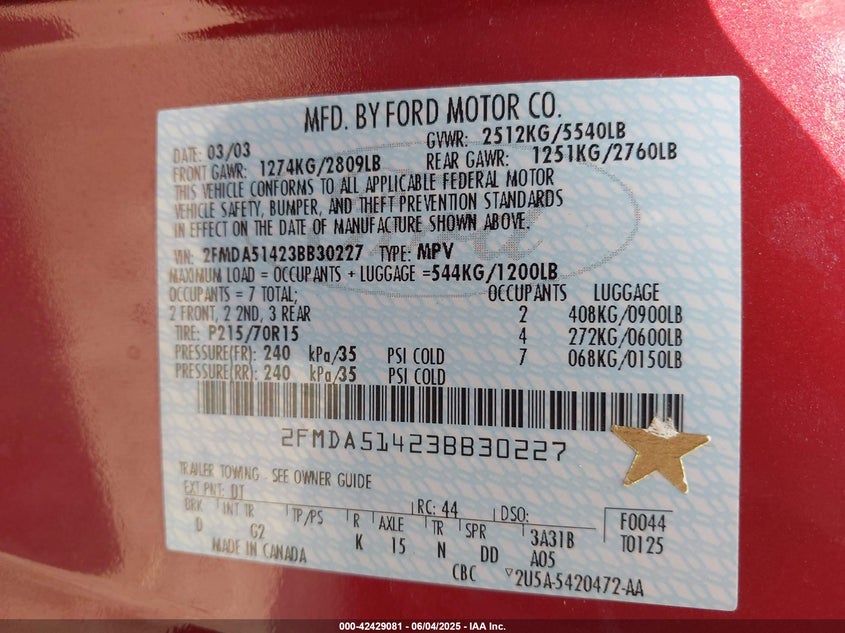 MFD. BY FORD MOTOR CO.
DATE: 03/03 GVWR: 2512KG/5540LB
FRONT GAWR: 1274KG/2809LB REAR GAWR: 1251KG/2760LB
THIS VEHICLE CONFORMS TO ALL APPLICABLE FEDERAL MOTOR
VEHICLE SAFETY, BUMPER, AND THEFT PREVENTION STANDARDS
IN EFFECT ON THE DATE OF MANUFACTURE SHOWN ABOVE.
VIN: 2FMDA51423BB30227 TYPE: MPV
MAXIMUM LOAD = OCCUPANTS + LUGGAGE =544KG/1200LB
OCCUPANTS = 7 TOTAL; OCCUPANTS LUGGAGE
2 FRONT, 2 2ND, 3 REAR 2 408KG/0900LB
TIRE: P215/70R15 4 272KG/0600LB
PRESSURE(FR): 240 kPa/35 PSI COLD 7 068KG/0150LB
PRESSURE(RR): 240 kPa/35 PSI COLD
2FMDA51423BB30227
TRAILER TOWING - SEE OWNER GUIDE
EXT PNT: DT RC: 44 DSO:
BRK INT TR TP/PS R AXLE TR SPR 3A31B F0044
D G2 K 15 N DD A05 T0125
MADE IN CANADA CBC ▽2U5A-5420472-AA
000-42429081 - 06/04/2025 - IAA Inc.